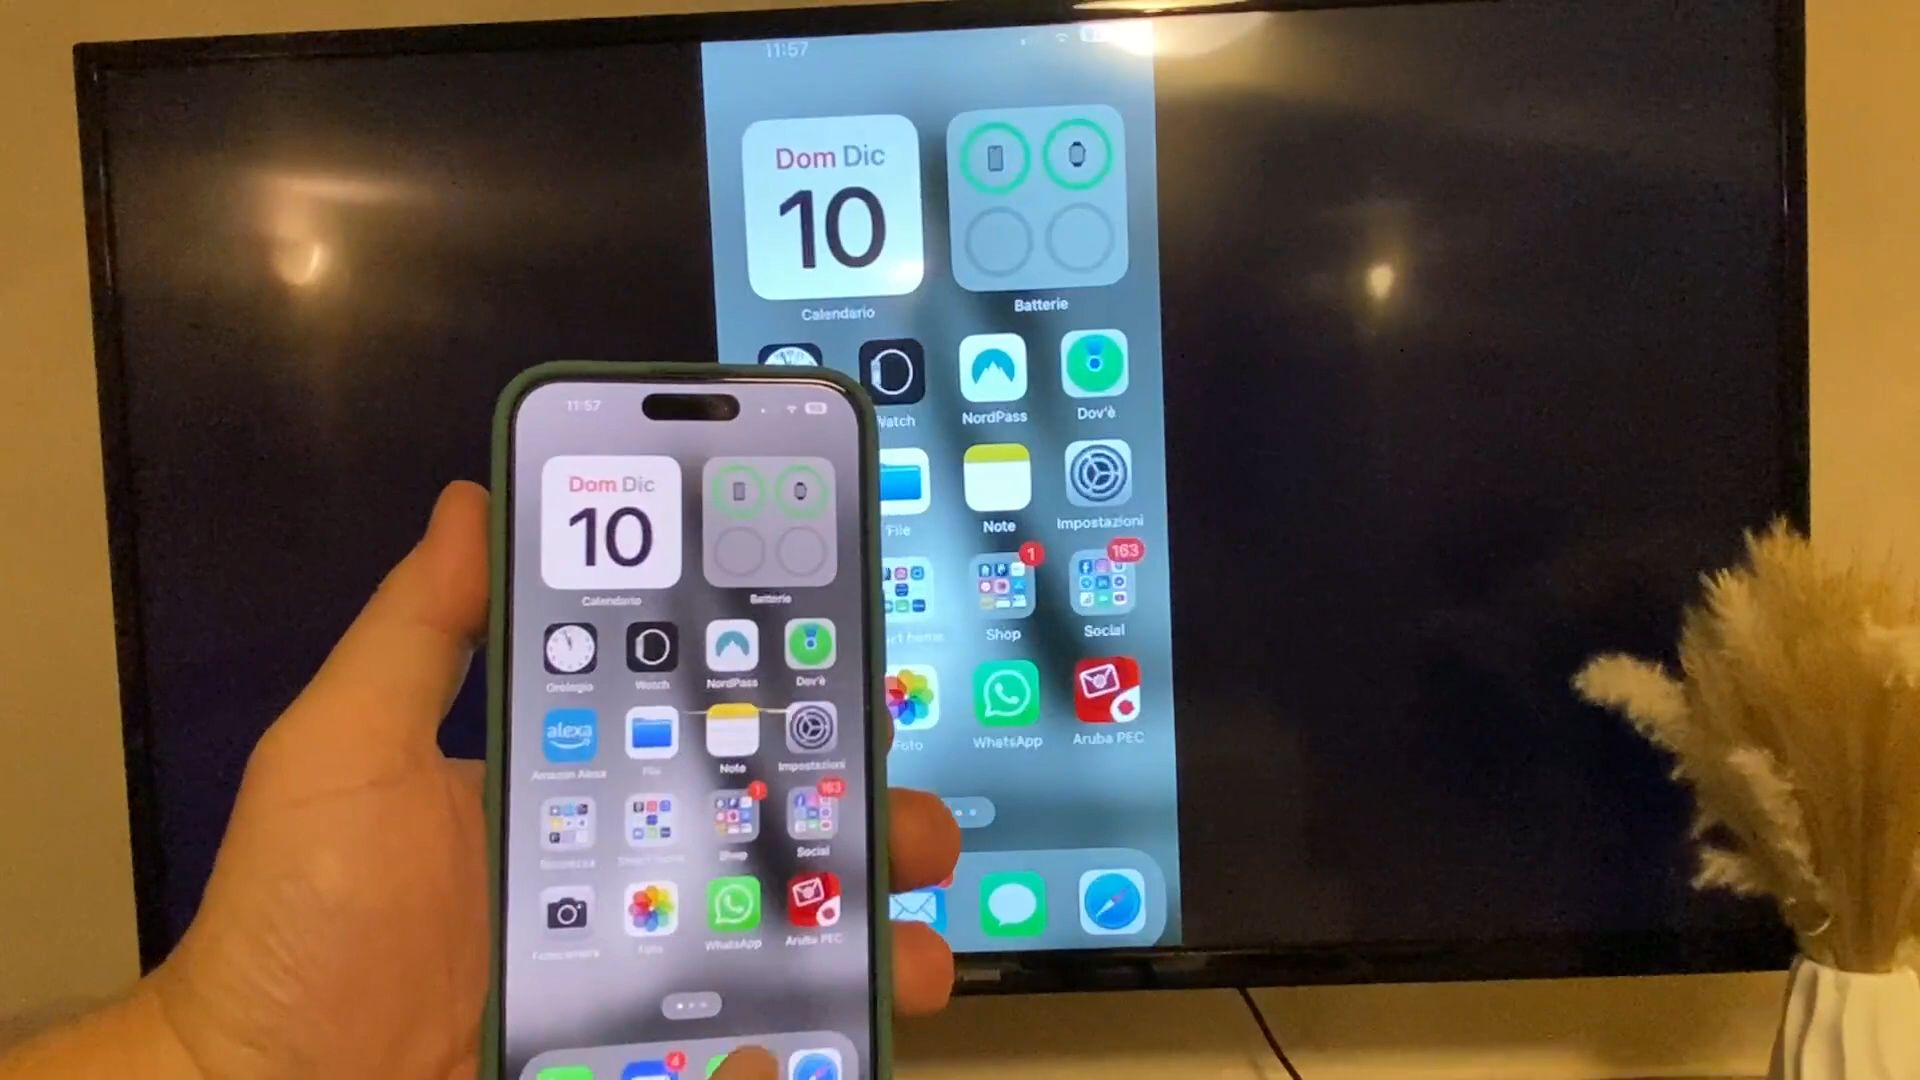 11:57
Dom Dic
10
Calendario
Batterie
Watch
NordPass
Dov'è
File
Note
Impostazioni
1
163
Shop
Social
Foto
WhatsApp
Aruba PEC
11:57
Dom Dic
10
Calendario
Batterie
Orologio
Watch
NordPass
Dov'è
alexa
Amazon Alexa
File
Note
Impostazioni
1
163
Shop
Social
Foto
WhatsApp
Aruba PEC
4